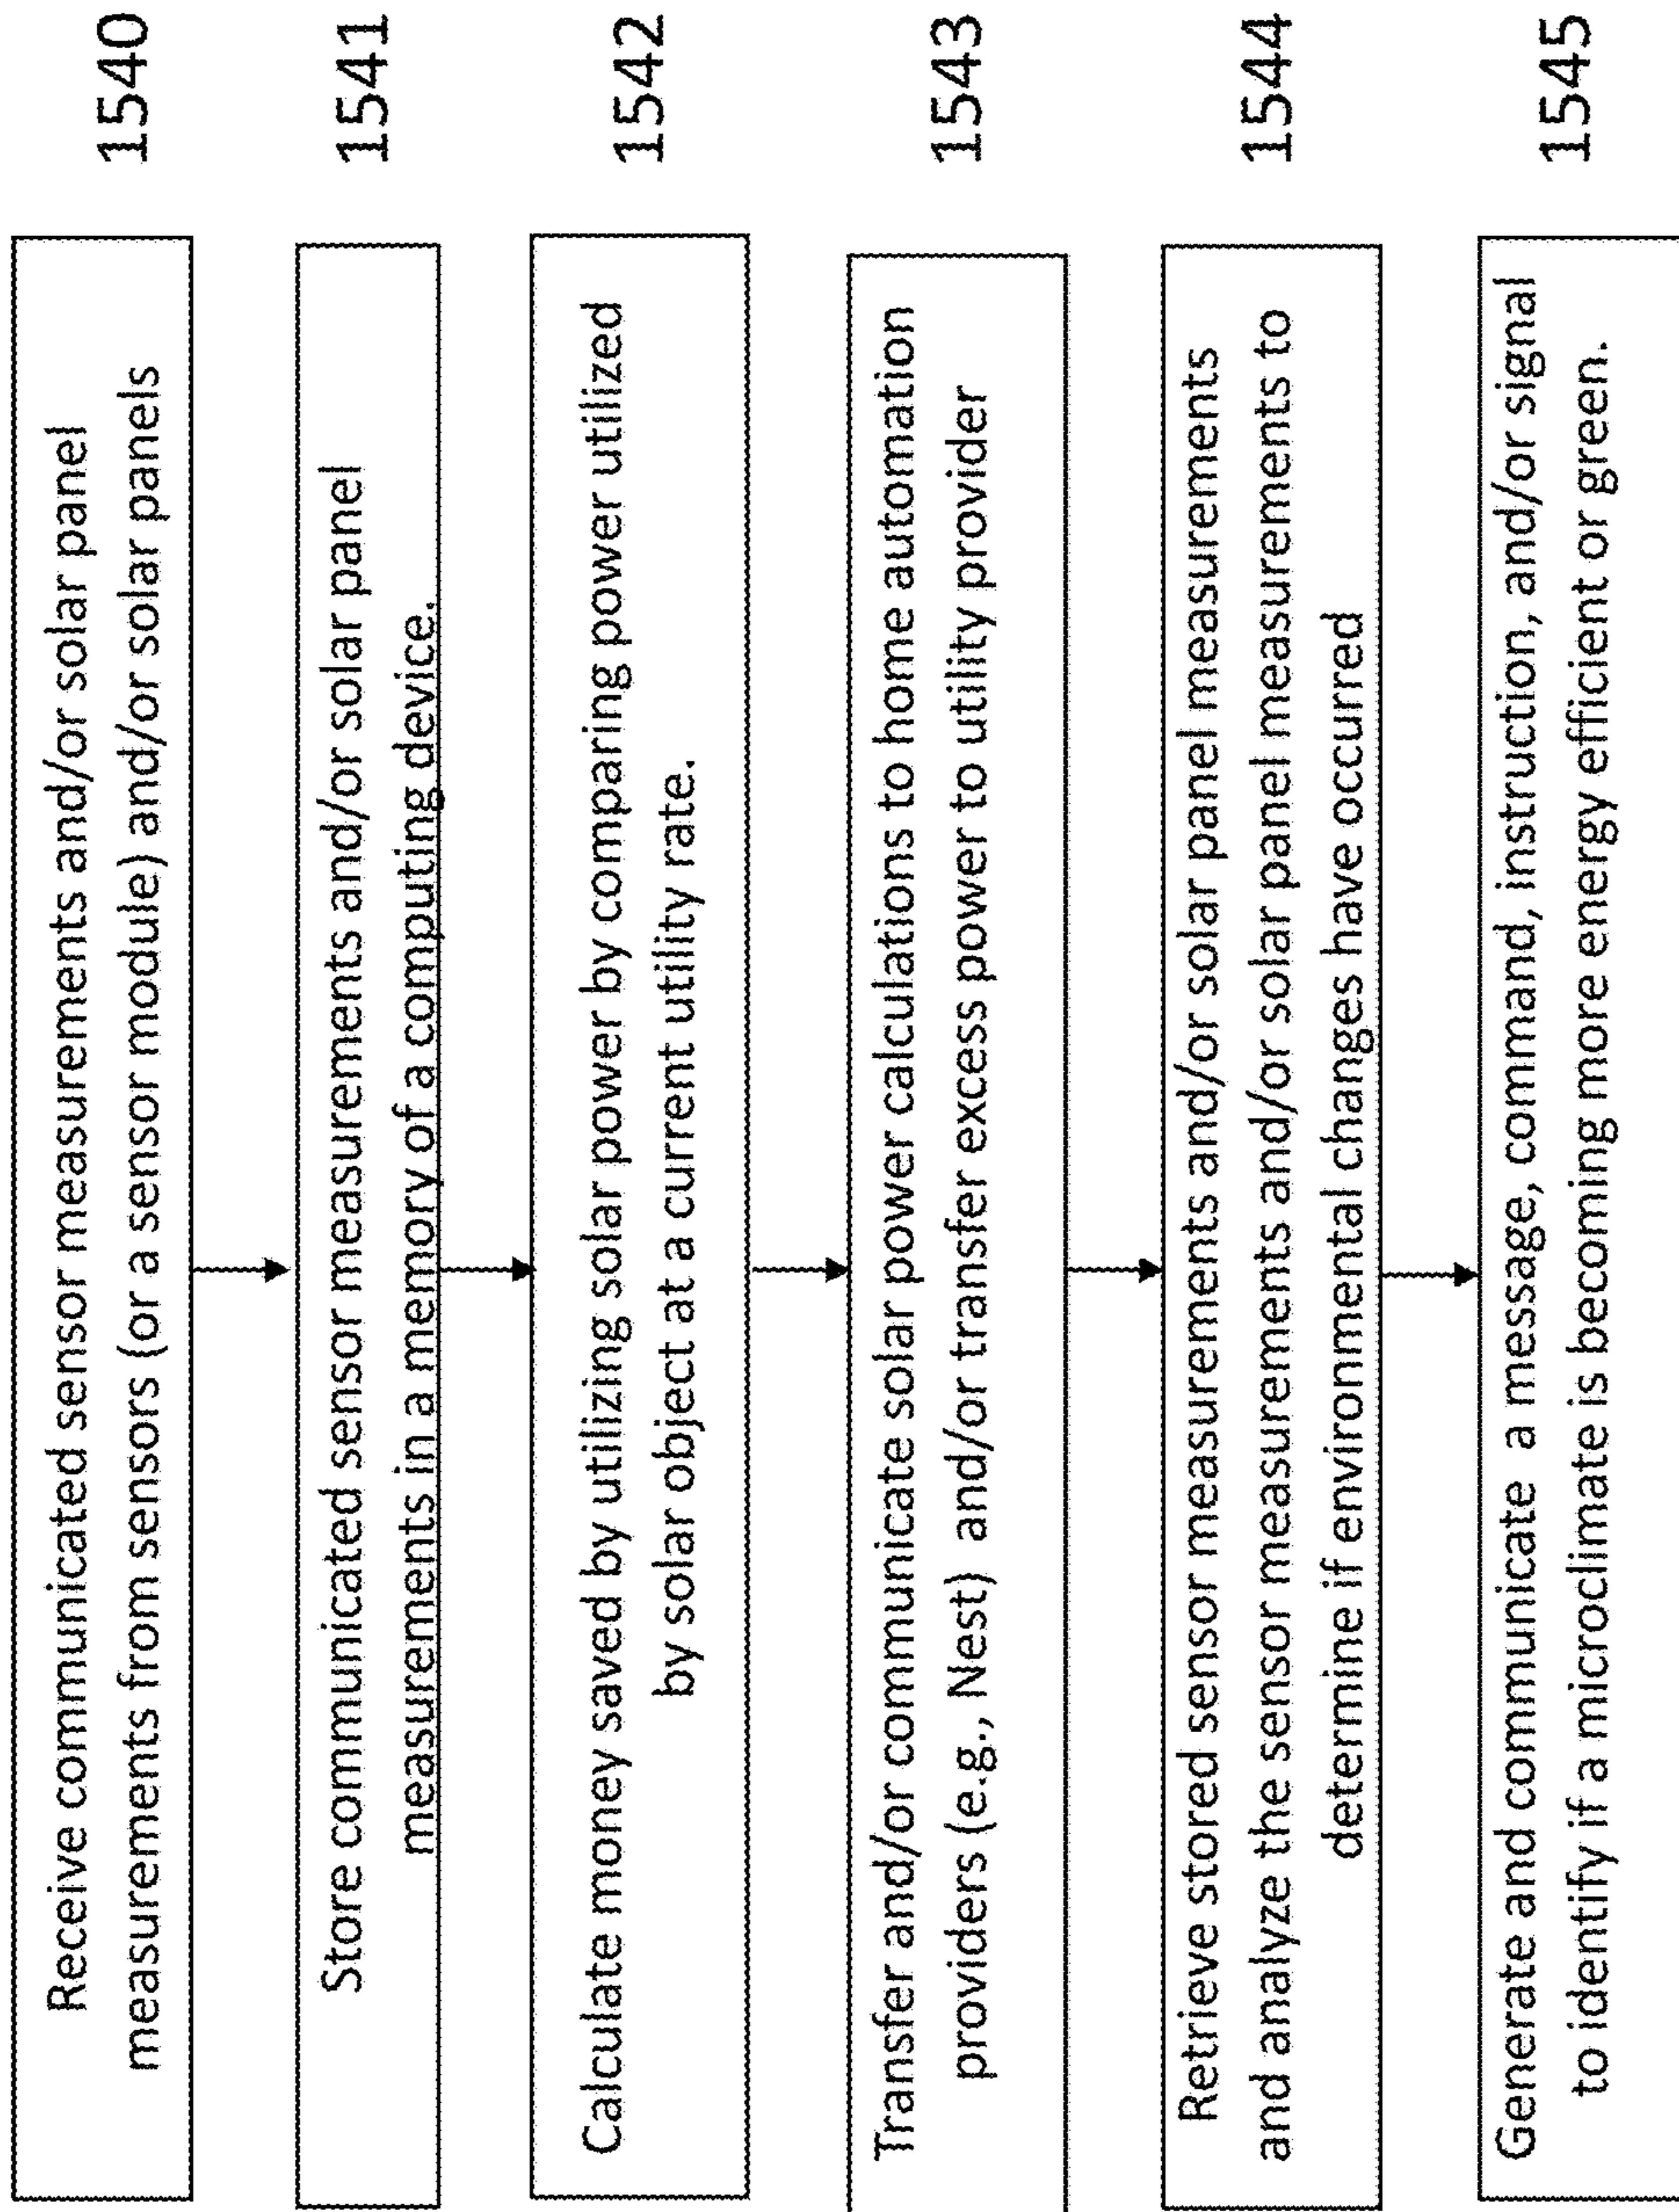 Receive communicated sensor measurements and/or solar panel
measurements from sensors (or a sensor module) and/or solar panels
1540
Store communicated sensor measurements and/or solar panel
measurements in a memory of a computing device.
1541
Calculate money saved by utilizing solar power by comparing power utilized
by solar object at a current utility rate.
1542
Transfer and/or communicate solar power calculations to home automation
providers (e.g., Nest) and/or transfer excess power to utility provider
1543
Retrieve stored sensor measurements and/or solar panel measurements
and analyze the sensor measurements and/or solar panel measurements to
determine if environmental changes have occurred
1544
Generate and communicate a message, command, instruction, and/or signal
to identify if a microclimate is becoming more energy efficient or green.
1545